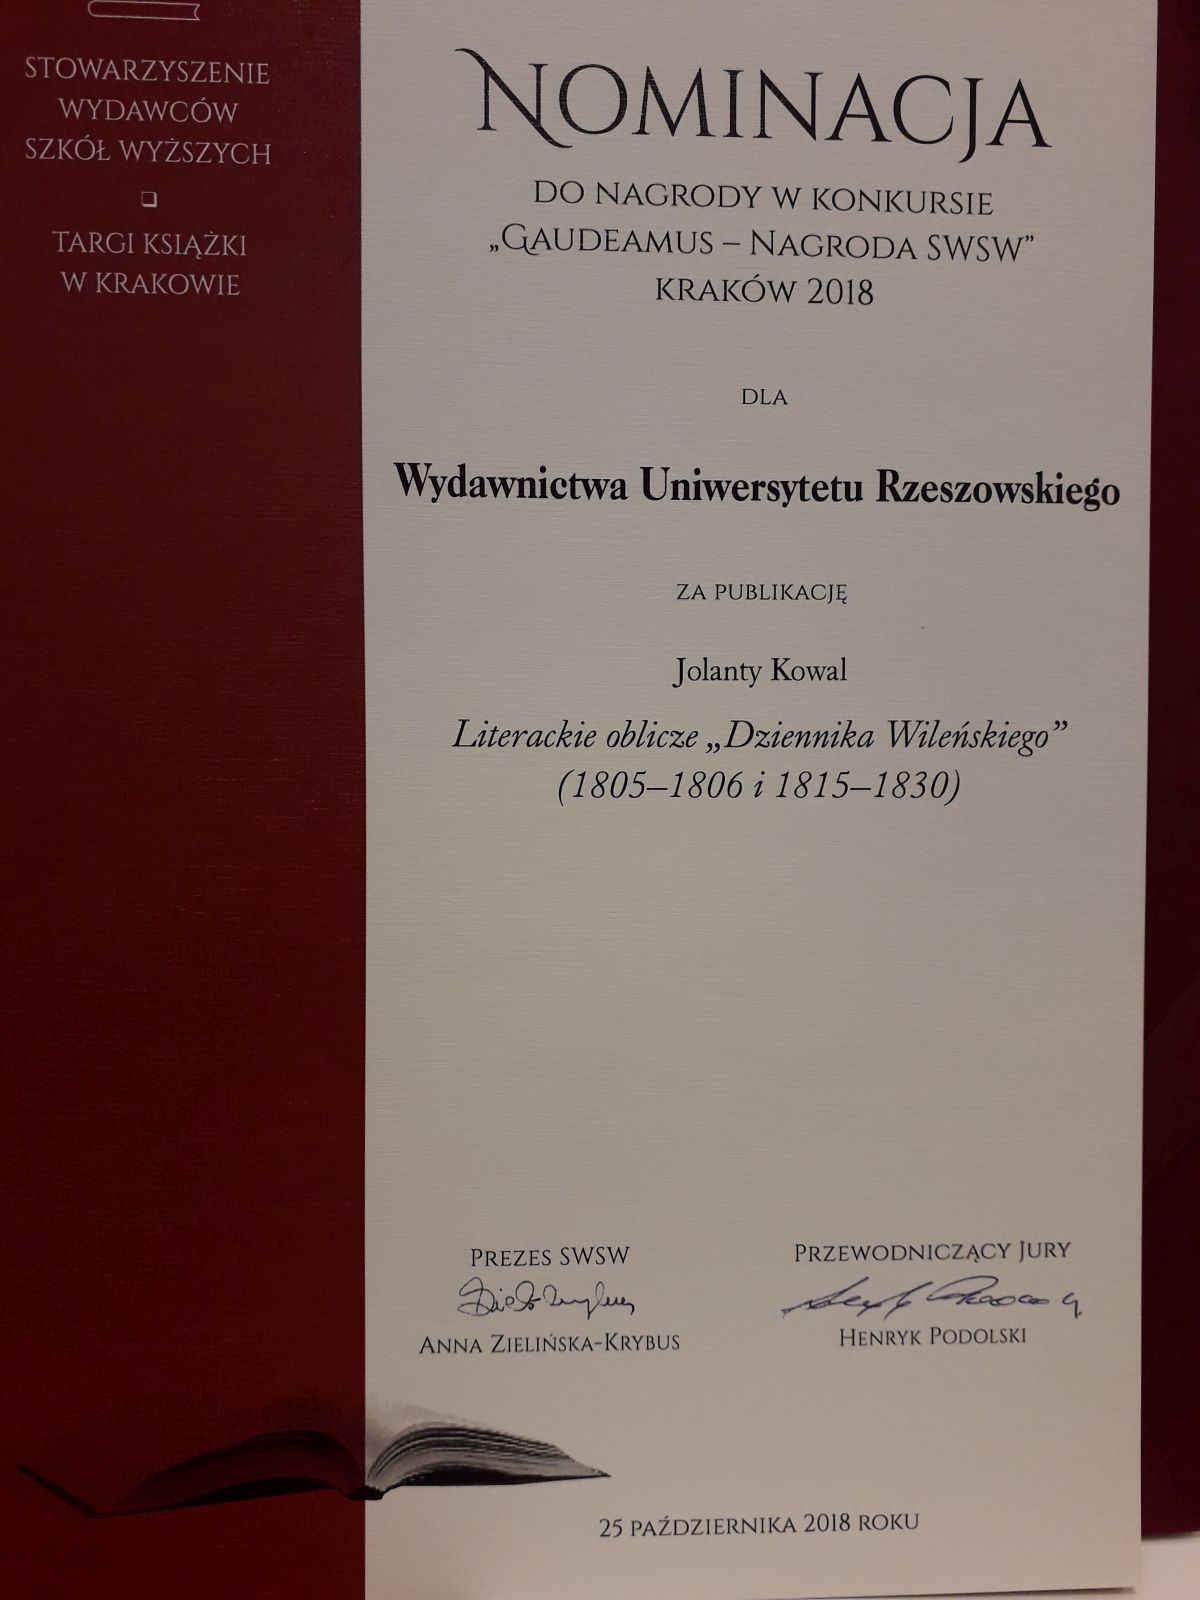 STOWARZYSZENIE
WYDAWCÓW
SZKÓŁ WYŻSZYCH
TARGI KSIĄŻKI
W KRAKOWIE
NOMINACJA
DO NAGRODY W KONKURSIE
„GAUDEAMUS – NAGRODA SWSW”
KRAKÓW 2018
DLA
Wydawnictwa Uniwersytetu Rzeszowskiego
ZA PUBLIKACJĘ
Jolanty Kowal
Literackie oblicze „Dziennika Wileńskiego”
(1805–1806 i 1815–1830)
PREZES SWSW
ANNA ZIELIŃSKA-KRYBUS
PRZEWODNICZĄCY JURY
HENRYK PODOLSKI
25 PAŹDZIERNIKA 2018 ROKU